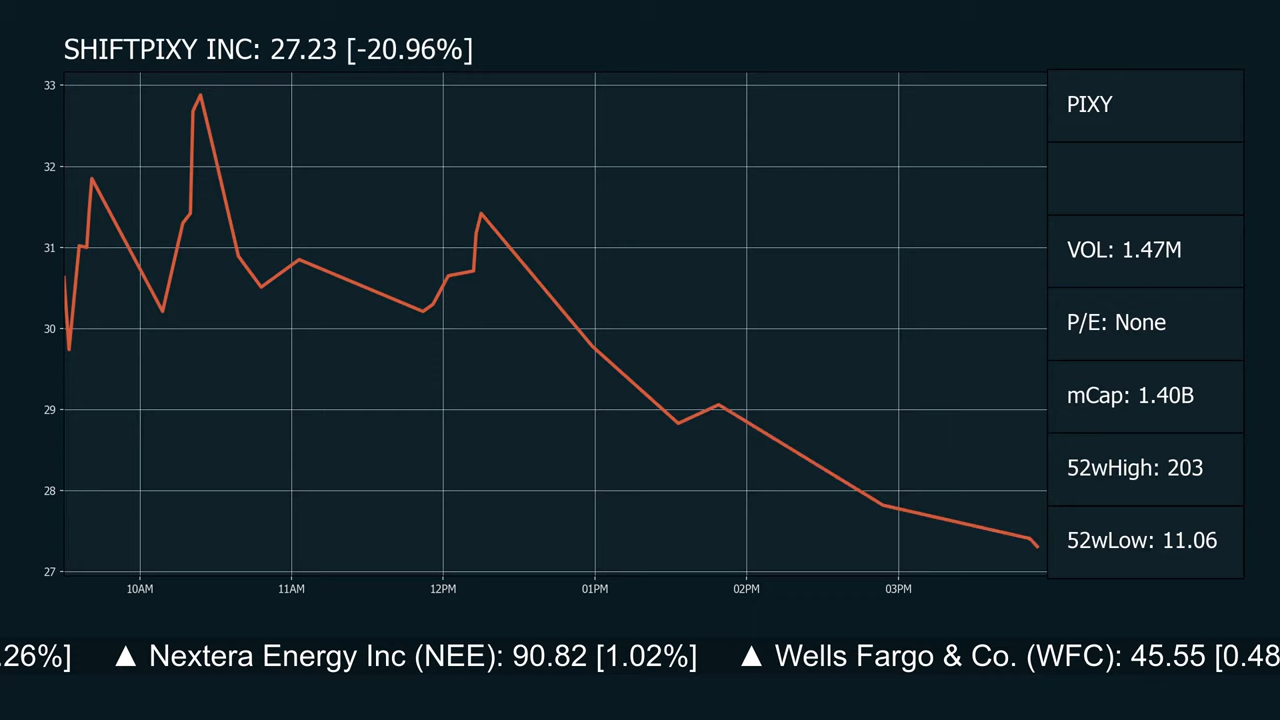 SHIFTPIXY INC: 27.23 [-20.96%]
33
32
31
30
29
28
27
10AM 11AM 12PM 01PM 02PM 03PM
PIXY
VOL: 1.47M
P/E: None
mCap: 1.40B
52wHigh: 203
52wLow: 11.06
.26%] ▲ Nextera Energy Inc (NEE): 90.82 [1.02%] ▲ Wells Fargo & Co. (WFC): 45.55 [0.48